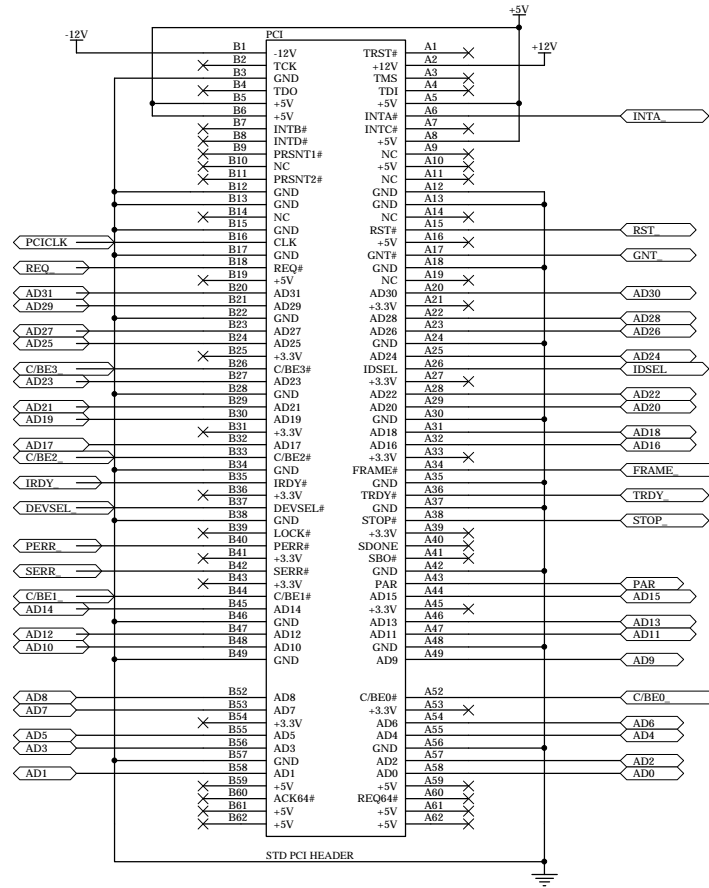 +5V
-12V
PCI
+12V
B1 -12V TRST# A1
B2 TCK +12V A2
B3 GND TMS A3
B4 TDO TDI A4
B5 +5V +5V A5
B6 +5V INTA# A6 INTA_
B7 INTB# INTC# A7
B8 INTD# +5V A8
B9 PRSNT1# NC A9
B10 NC +5V A10
B11 PRSNT2# NC A11
B12 GND GND A12
B13 GND GND A13
B14 NC NC A14
B15 GND RST# A15 RST_
PCICLK B16 CLK +5V A16
B17 GND GNT# A17 GNT_
REQ_ B18 REQ# GND A18
B19 +5V NC A19
AD31 B20 AD31 AD30 A20 AD30
AD29 B21 AD29 +3.3V A21
B22 GND AD28 A22 AD28
AD27 B23 AD27 AD26 A23 AD26
AD25 B24 AD25 GND A24
B25 +3.3V AD24 A25 AD24
C/BE3_ B26 C/BE3# IDSEL A26 IDSEL
AD23 B27 AD23 +3.3V A27
B28 GND AD22 A28 AD22
AD21 B29 AD21 AD20 A29 AD20
AD19 B30 AD19 GND A30
B31 +3.3V AD18 A31 AD18
AD17 B32 AD17 AD16 A32 AD16
C/BE2_ B33 C/BE2# +3.3V A33
B34 GND FRAME# A34 FRAME_
IRDY_ B35 IRDY# GND A35
B36 +3.3V TRDY# A36 TRDY_
DEVSEL_ B37 DEVSEL# GND A37
B38 GND STOP# A38 STOP_
B39 LOCK# +3.3V A39
PERR_ B40 PERR# SDONE A40
B41 +3.3V SBO# A41
SERR_ B42 SERR# GND A42
B43 +3.3V PAR A43 PAR
C/BE1_ B44 C/BE1# AD15 A44 AD15
AD14 B45 AD14 +3.3V A45
B46 GND AD13 A46 AD13
AD12 B47 AD12 AD11 A47 AD11
AD10 B48 AD10 GND A48
B49 GND AD9 A49 AD9
AD8 B52 AD8 C/BE0# A52 C/BE0_
AD7 B53 AD7 +3.3V A53
B54 +3.3V AD6 A54 AD6
AD5 B55 AD5 AD4 A55 AD4
AD3 B56 AD3 GND A56
B57 GND AD2 A57 AD2
AD1 B58 AD1 AD0 A58 AD0
B59 +5V +5V A59
B60 ACK64# REQ64# A60
B61 +5V +5V A61
B62 +5V +5V A62
STD PCI HEADER